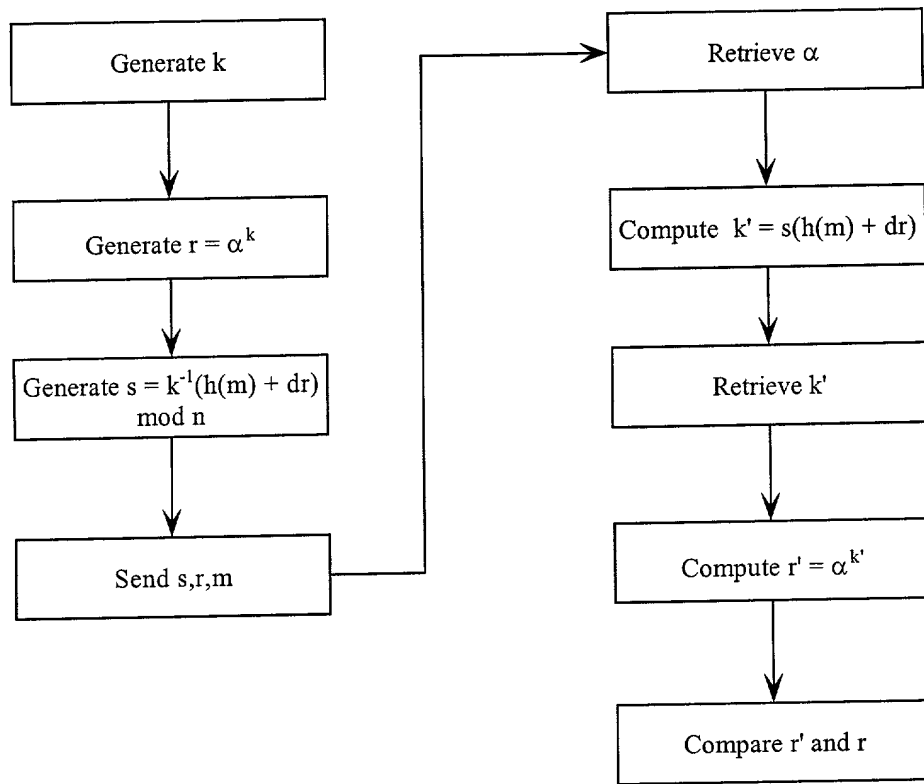 Generate k
Generate r = α^k
Generate s = k^-1(h(m) + dr)
mod n
Send s,r,m
Retrieve α
Compute k' = s(h(m) + dr)
Retrieve k'
Compute r' = α^k'
Compare r' and r